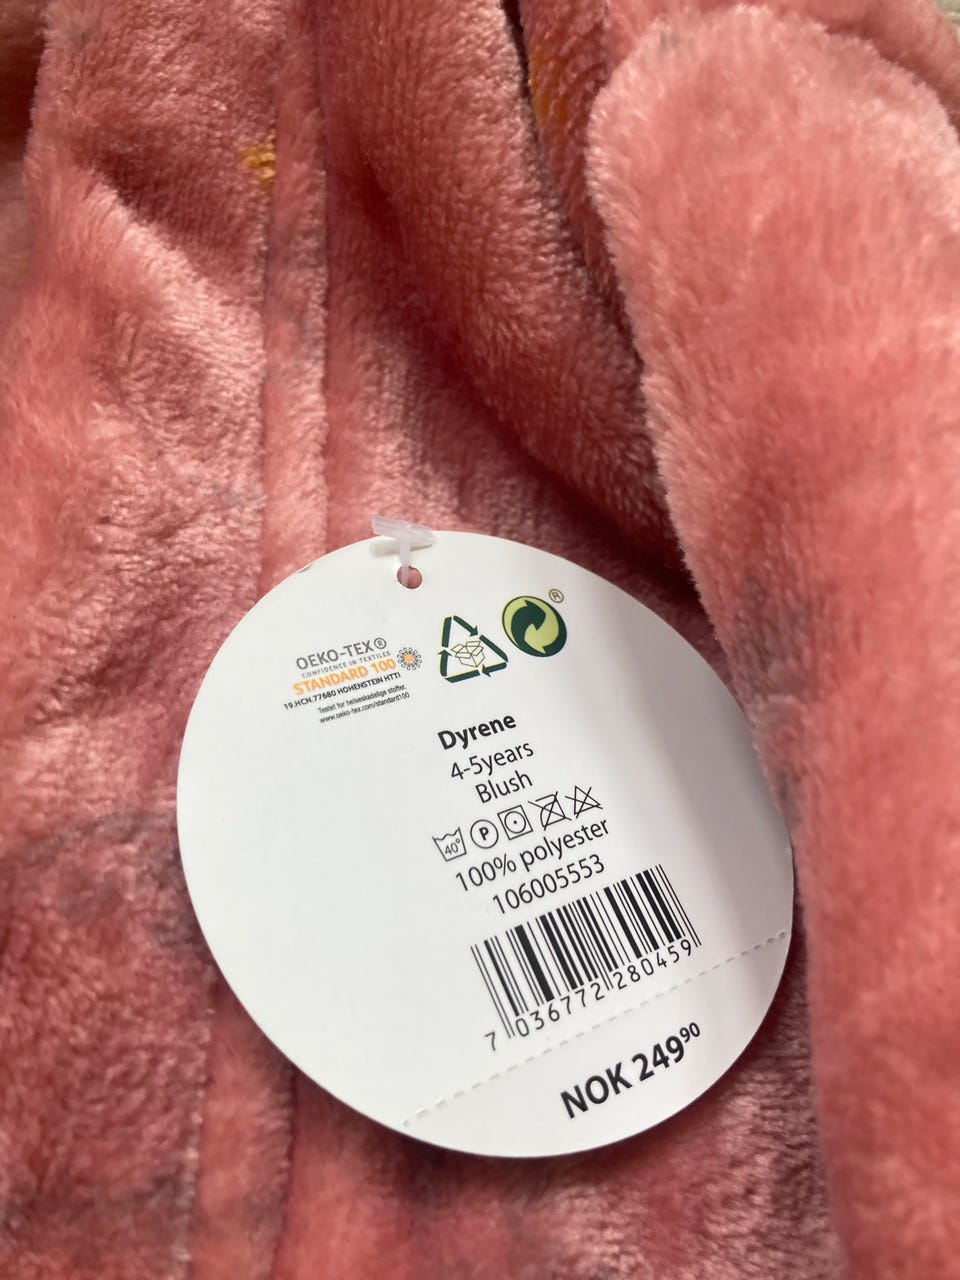 OEKO-TEX®
CONFIDENCE IN TEXTILES
STANDARD 100
19.HCN.77680 HOHENSTEIN HTTI
Testet for helseskadelige stoffer.
www.oeko-tex.com/standard100
®
Dyrene
4-5years
Blush
40° P
100% polyester
106005553
7 036772 280459
NOK 249⁹⁰